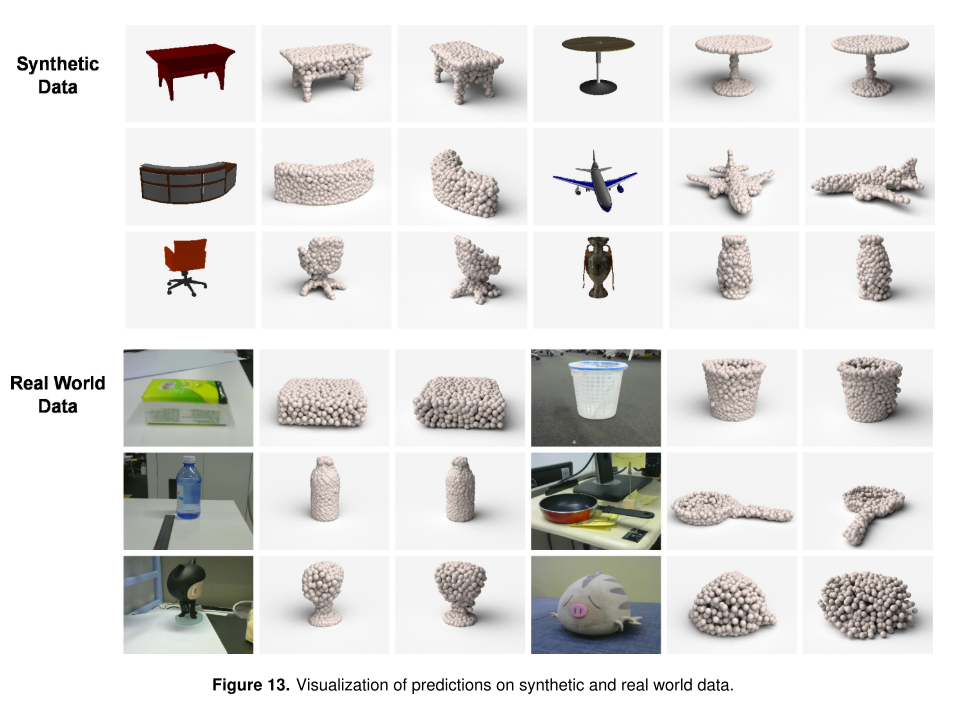 Synthetic
Data
Real World
Data
Figure 13. Visualization of predictions on synthetic and real world data.